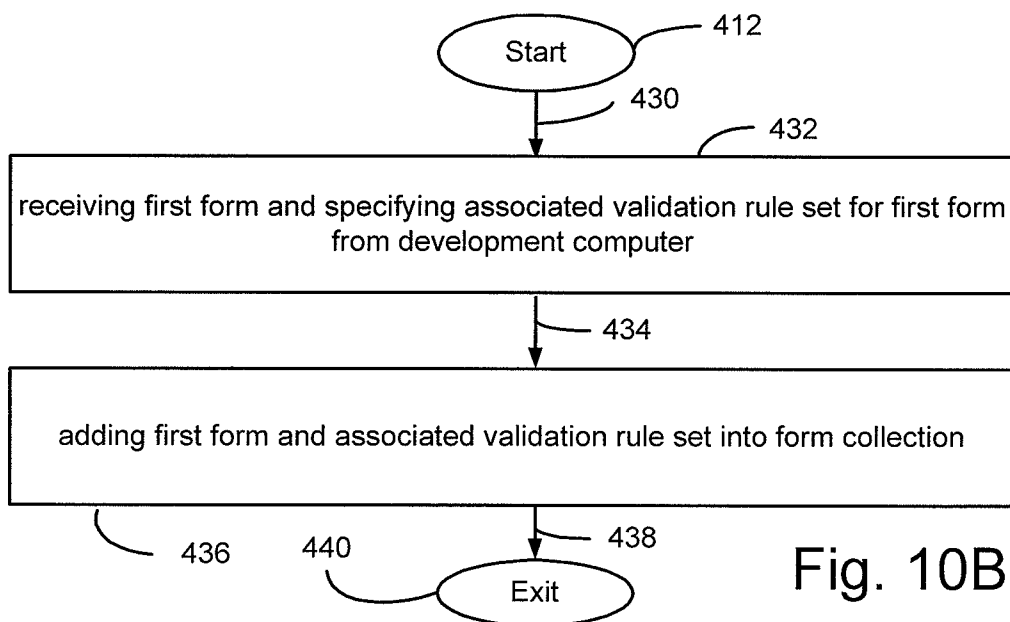 Start
412
430
432
receiving first form and specifying associated validation rule set for first form
from development computer
434
adding first form and associated validation rule set into form collection
436
440
438
Exit
Fig. 10B